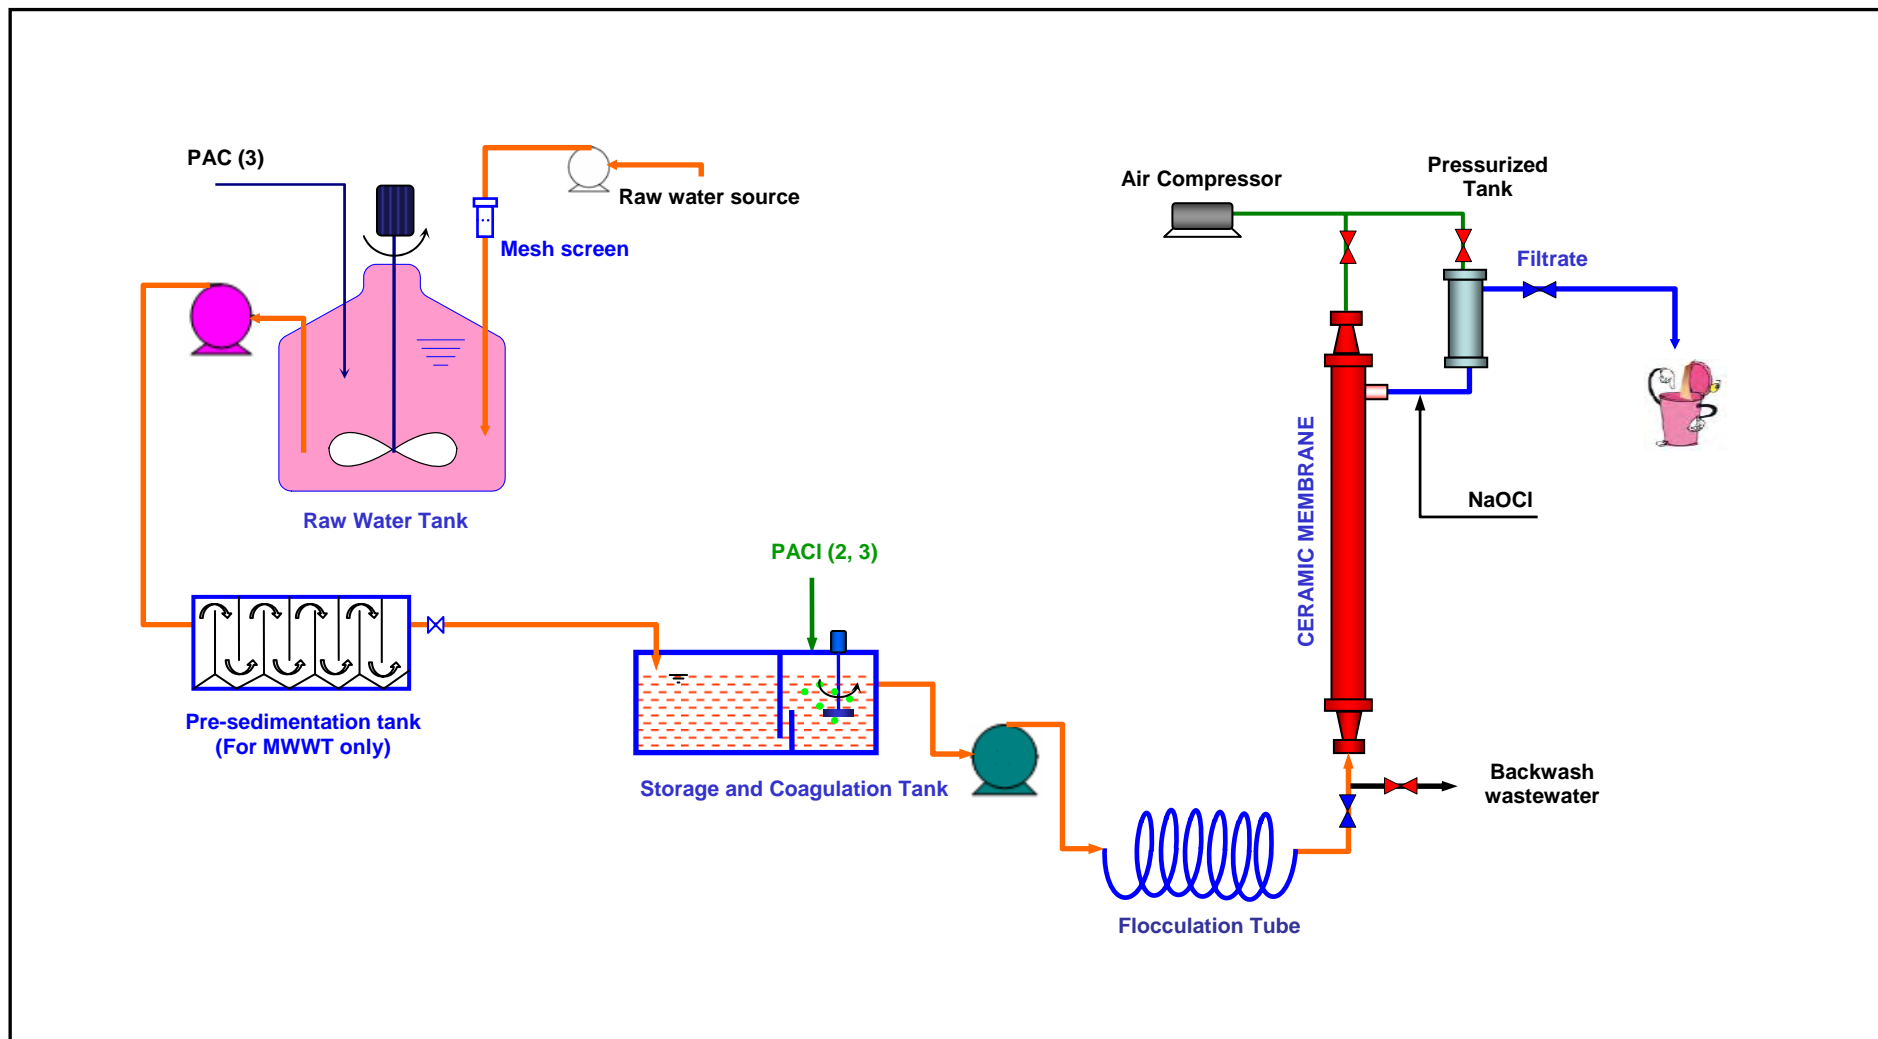 PAC (3)
Raw water source
Mesh screen
Raw Water Tank
Air Compressor
Pressurized
Tank
Filtrate
CERAMIC MEMBRANE
NaOCl
PACl (2, 3)
Pre-sedimentation tank
(For MWWT only)
Storage and Coagulation Tank
Backwash
wastewater
Flocculation Tube